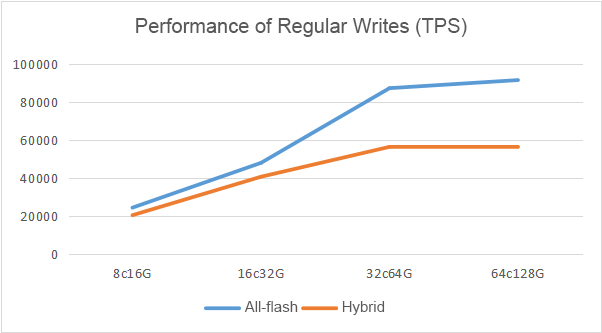 Performance of Regular Writes (TPS)
100000
80000
60000
40000
20000
0
8c16G 16c32G 32c64G 64c128G
All-flash Hybrid